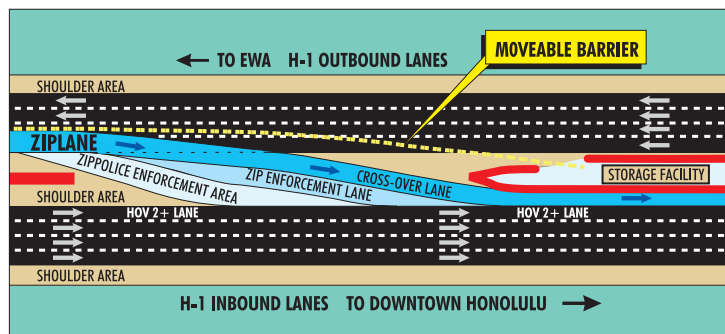 TO EWA H-1 OUTBOUND LANES
MOVEABLE BARRIER
SHOULDER AREA
ZIPLANE
ZIPPOLICE ENFORCEMENT AREA
ZIP ENFORCEMENT LANE
CROSS-OVER LANE
STORAGE FACILITY
SHOULDER AREA
HOV 2+ LANE
HOV 2+ LANE
SHOULDER AREA
H-1 INBOUND LANES TO DOWNTOWN HONOLULU